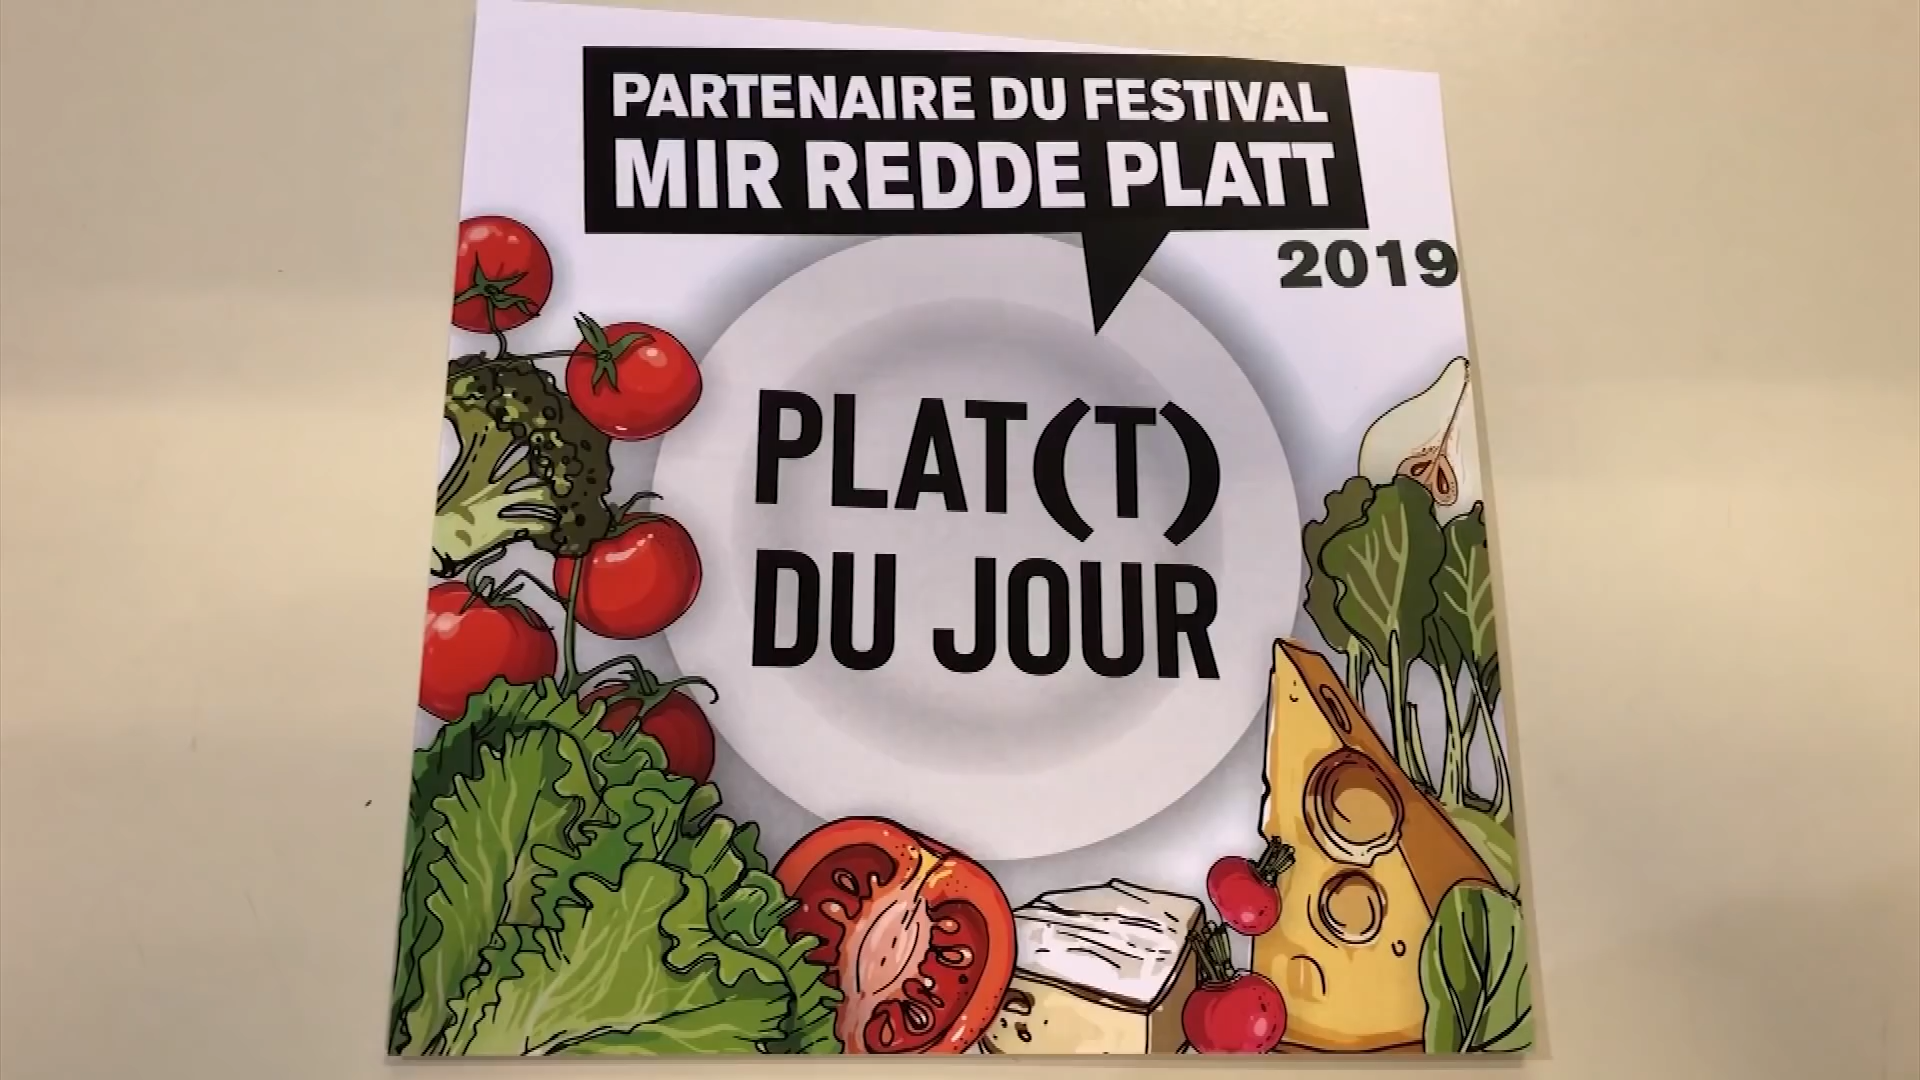 PARTENAIRE DU FESTIVAL
MIR REDDE PLATT
2019
PLAT(T)
DU JOUR